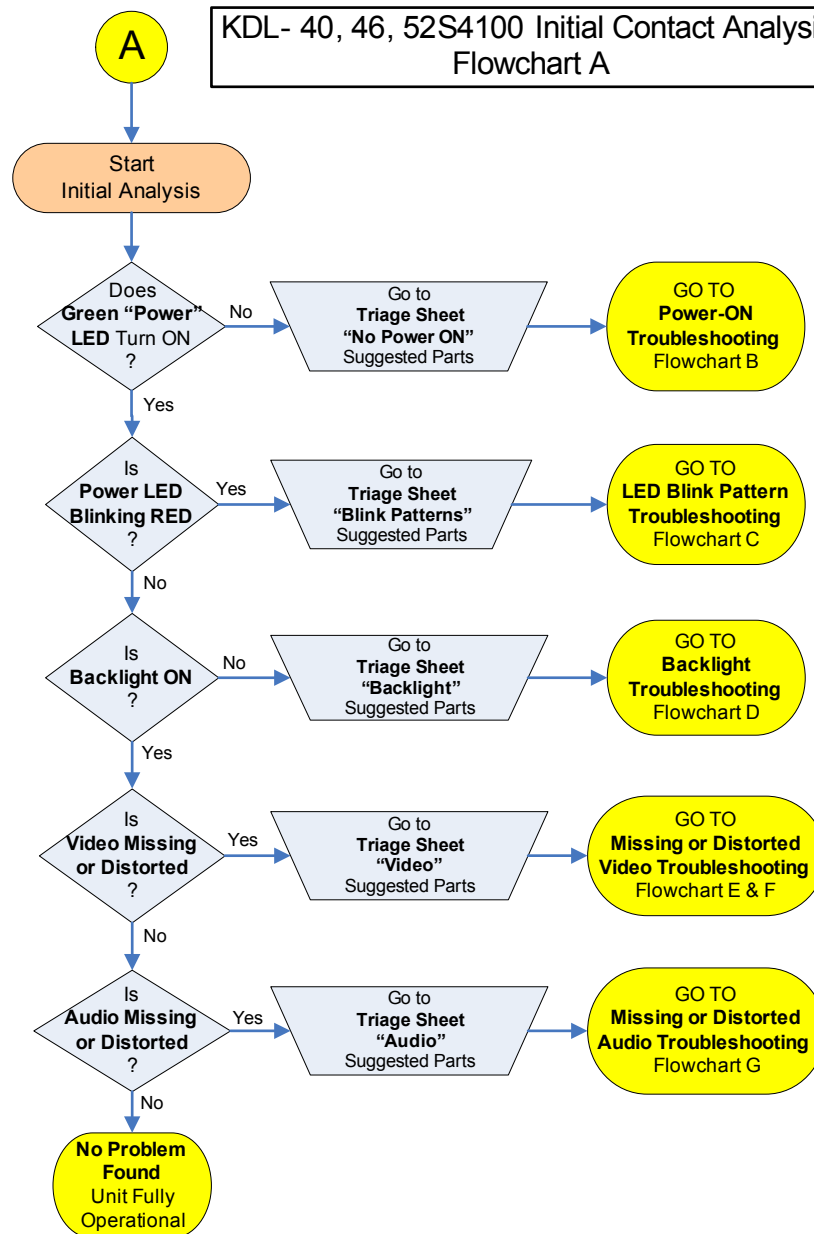 A
KDL- 40, 46, 52S4100 Initial Contact Analysi
Flowchart A
Start
Initial Analysis
Does
Green “Power”
LED Turn ON
?
No
Go to
Triage Sheet
“No Power ON”
Suggested Parts
GO TO
Power-ON
Troubleshooting
Flowchart B
Yes
Is
Power LED
Blinking RED
?
Yes
Go to
Triage Sheet
“Blink Patterns”
Suggested Parts
GO TO
LED Blink Pattern
Troubleshooting
Flowchart C
No
Is
Backlight ON
?
No
Go to
Triage Sheet
“Backlight”
Suggested Parts
GO TO
Backlight
Troubleshooting
Flowchart D
Yes
Is
Video Missing
or Distorted
?
Yes
Go to
Triage Sheet
“Video”
Suggested Parts
GO TO
Missing or Distorted
Video Troubleshooting
Flowchart E & F
No
Is
Audio Missing
or Distorted
?
Yes
Go to
Triage Sheet
“Audio”
Suggested Parts
GO TO
Missing or Distorted
Audio Troubleshooting
Flowchart G
No
No Problem
Found
Unit Fully
Operational